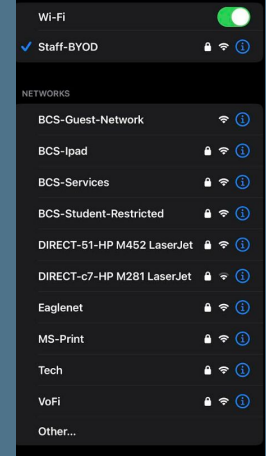 Wi-Fi
Staff-BYOD
NETWORKS
BCS-Guest-Network
BCS-Ipad
BCS-Services
BCS-Student-Restricted
DIRECT-51-HP M452 LaserJet
DIRECT-c7-HP M281 LaserJet
Eaglenet
MS-Print
Tech
VoFi
Other...